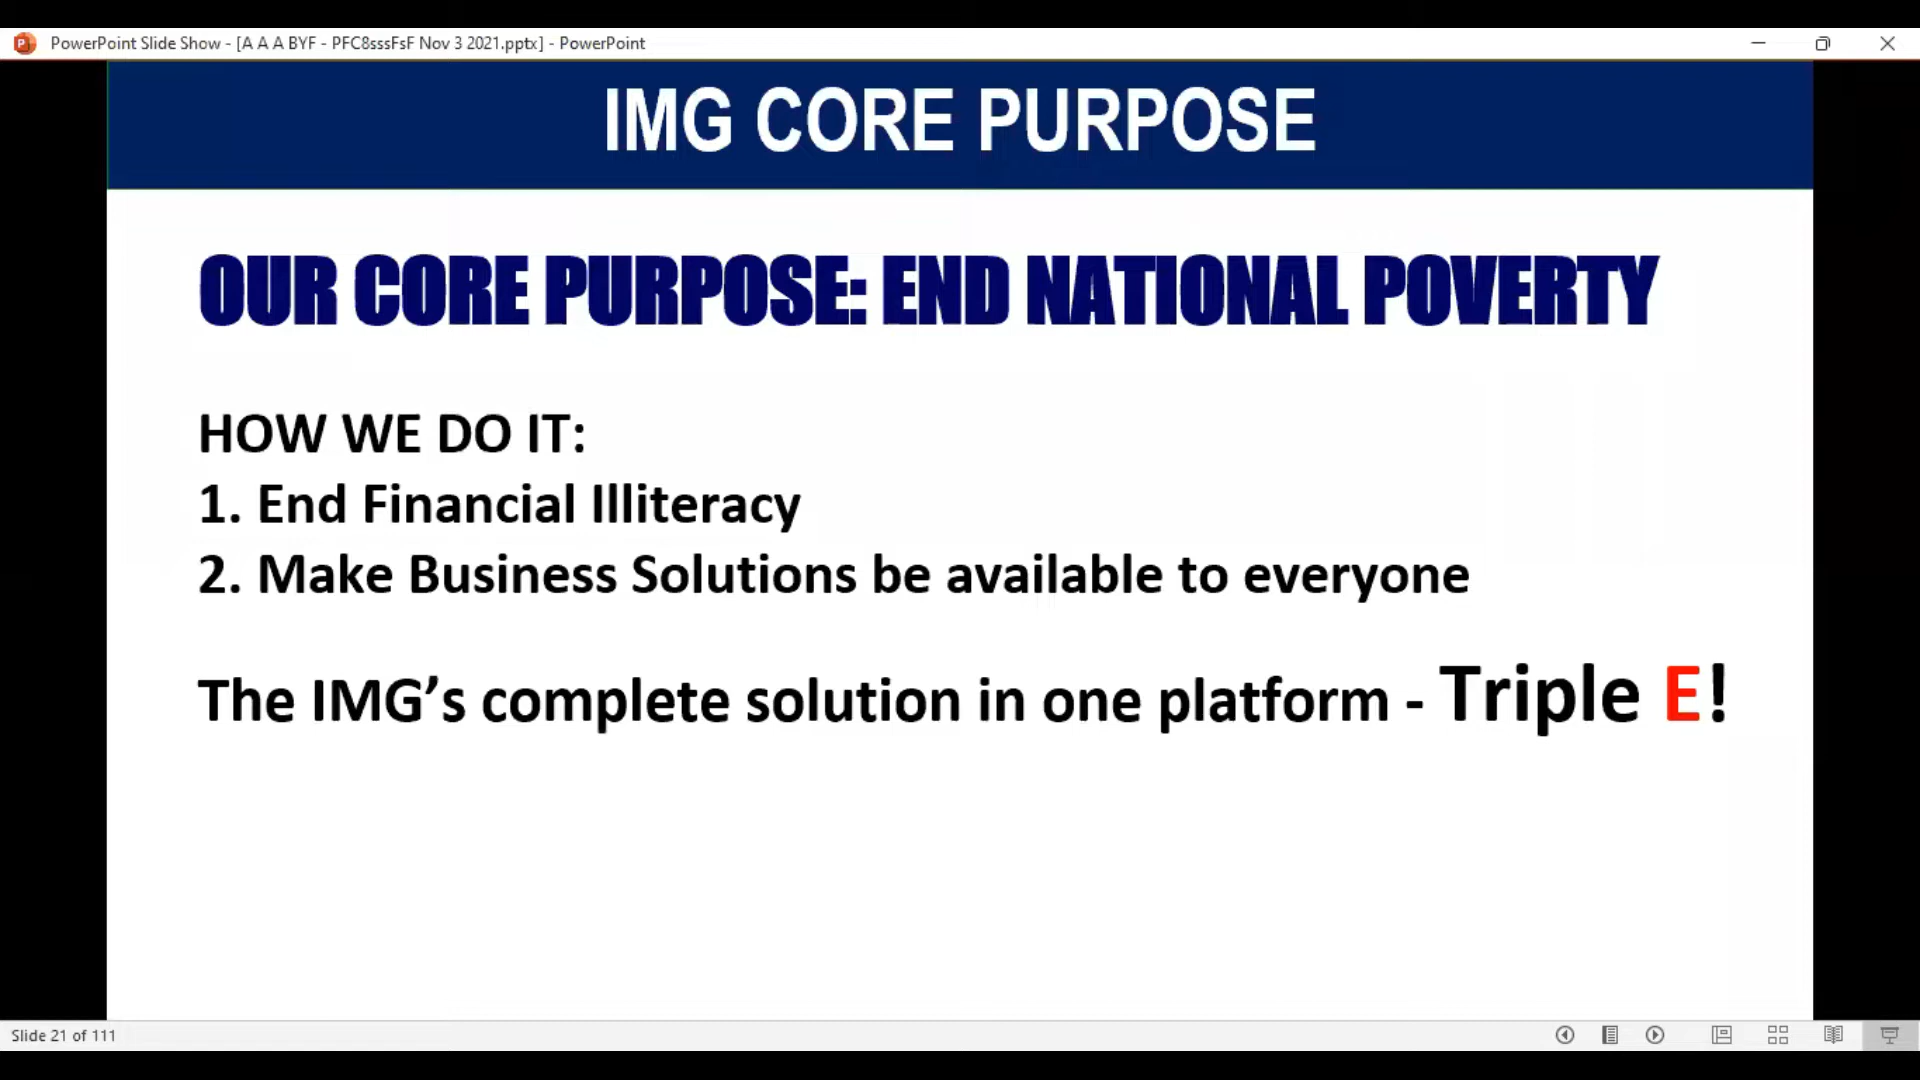 PowerPoint Slide Show - [A A A BYF - PFC8sssFsF Nov 3 2021.pptx] - PowerPoint
IMG CORE PURPOSE
OUR CORE PURPOSE: END NATIONAL POVERTY
HOW WE DO IT:
1. End Financial Illiteracy
2. Make Business Solutions be available to everyone
The IMG’s complete solution in one platform - Triple E!
Slide 21 of 111